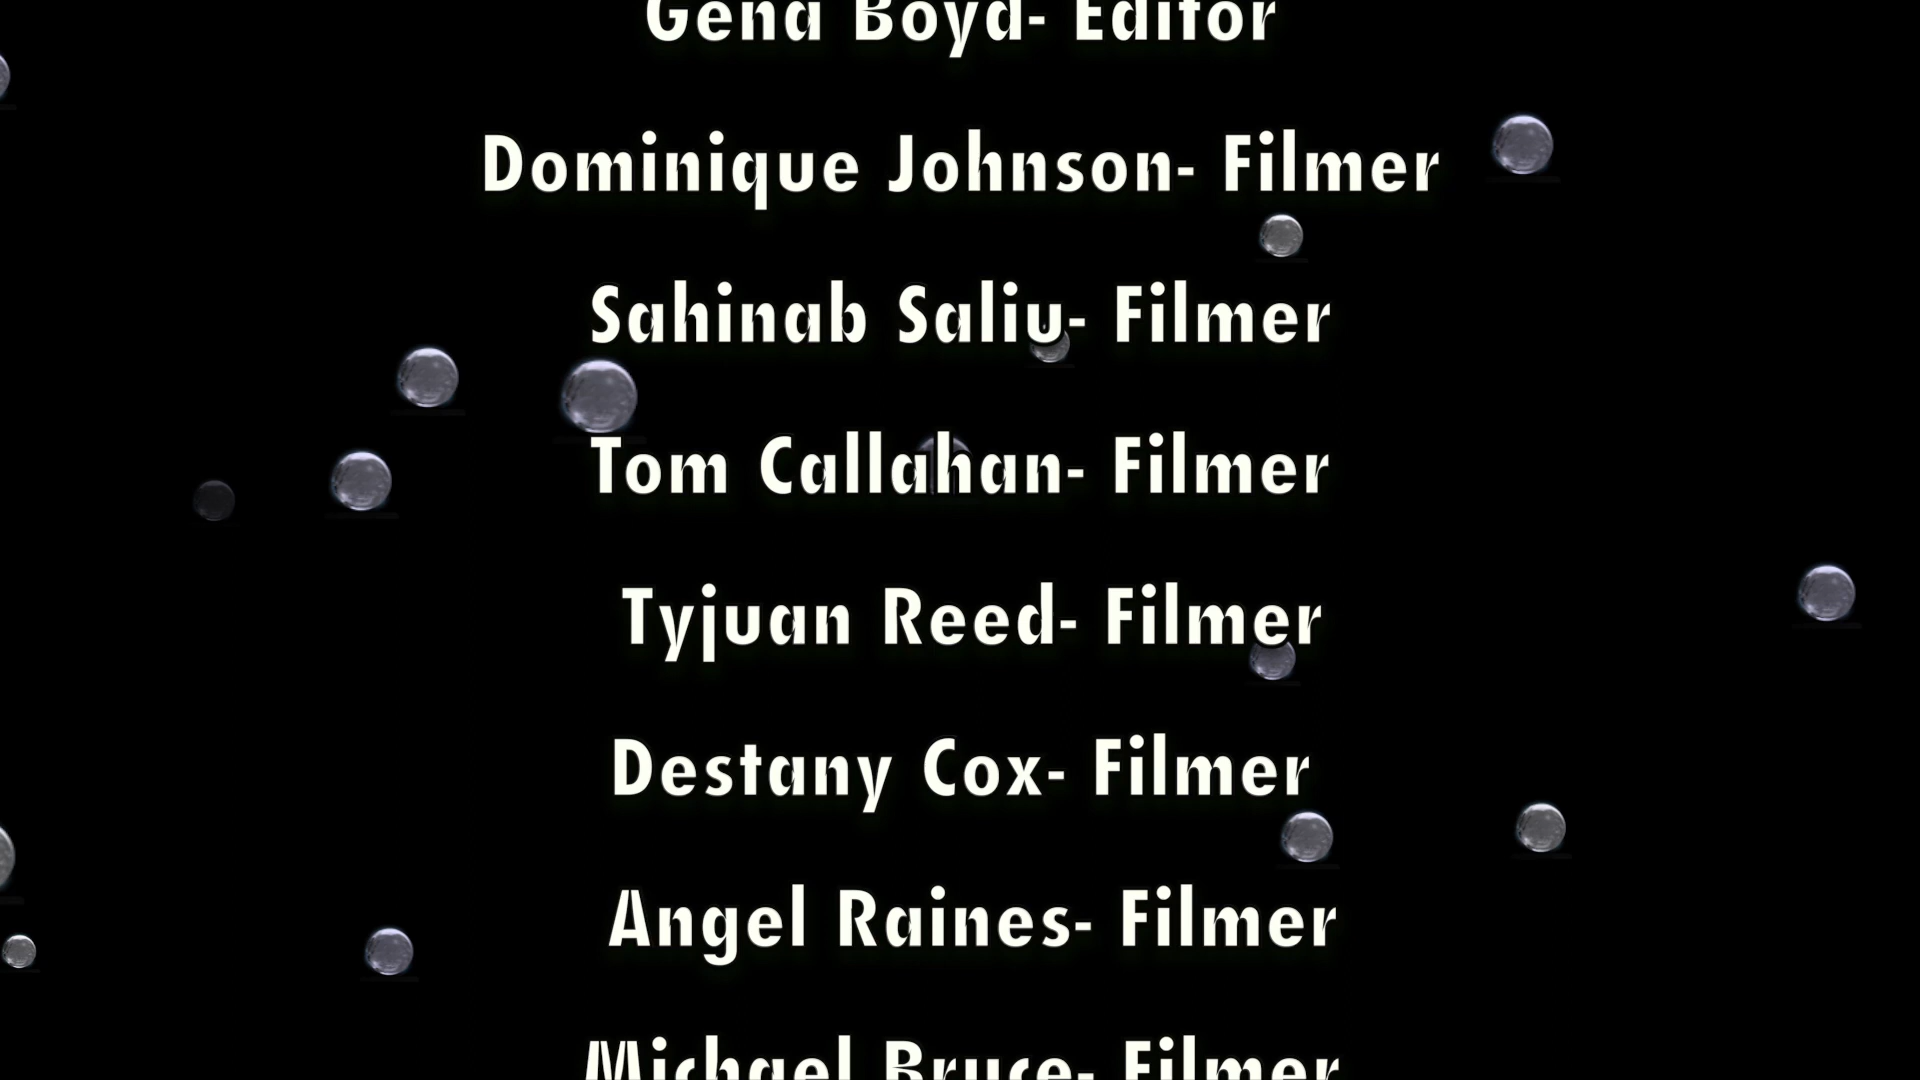 Gena Boyd- Editor
Dominique Johnson- Filmer
Sahinab Saliu- Filmer
Tom Callahan- Filmer
Tyjuan Reed- Filmer
Destany Cox- Filmer
Angel Raines- Filmer
Michael Bruce- Filmer